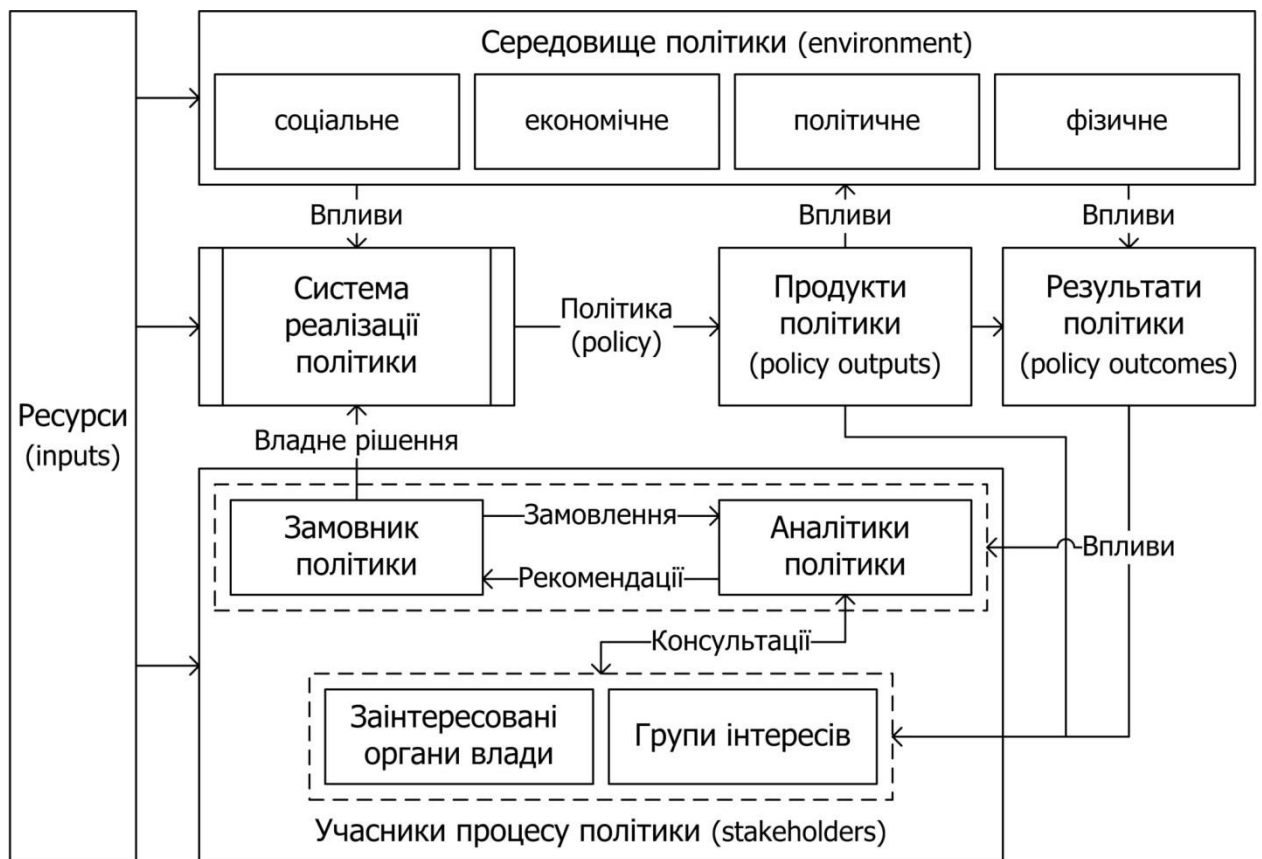 Середовище політики (environment)
соціальне
економічне
політичне
фізичне
Впливи
Впливи
Впливи
Система
реалізації
політики
Політика
(policy)
Продукти
політики
(policy outputs)
Результати
політики
(policy outcomes)
Ресурси
(inputs)
Владне рішення
Замовник
політики
Замовлення
Рекомендації
Аналітики
політики
Впливи
Консультації
Заінтересовані
органи влади
Групи інтересів
Учасники процесу політики (stakeholders)